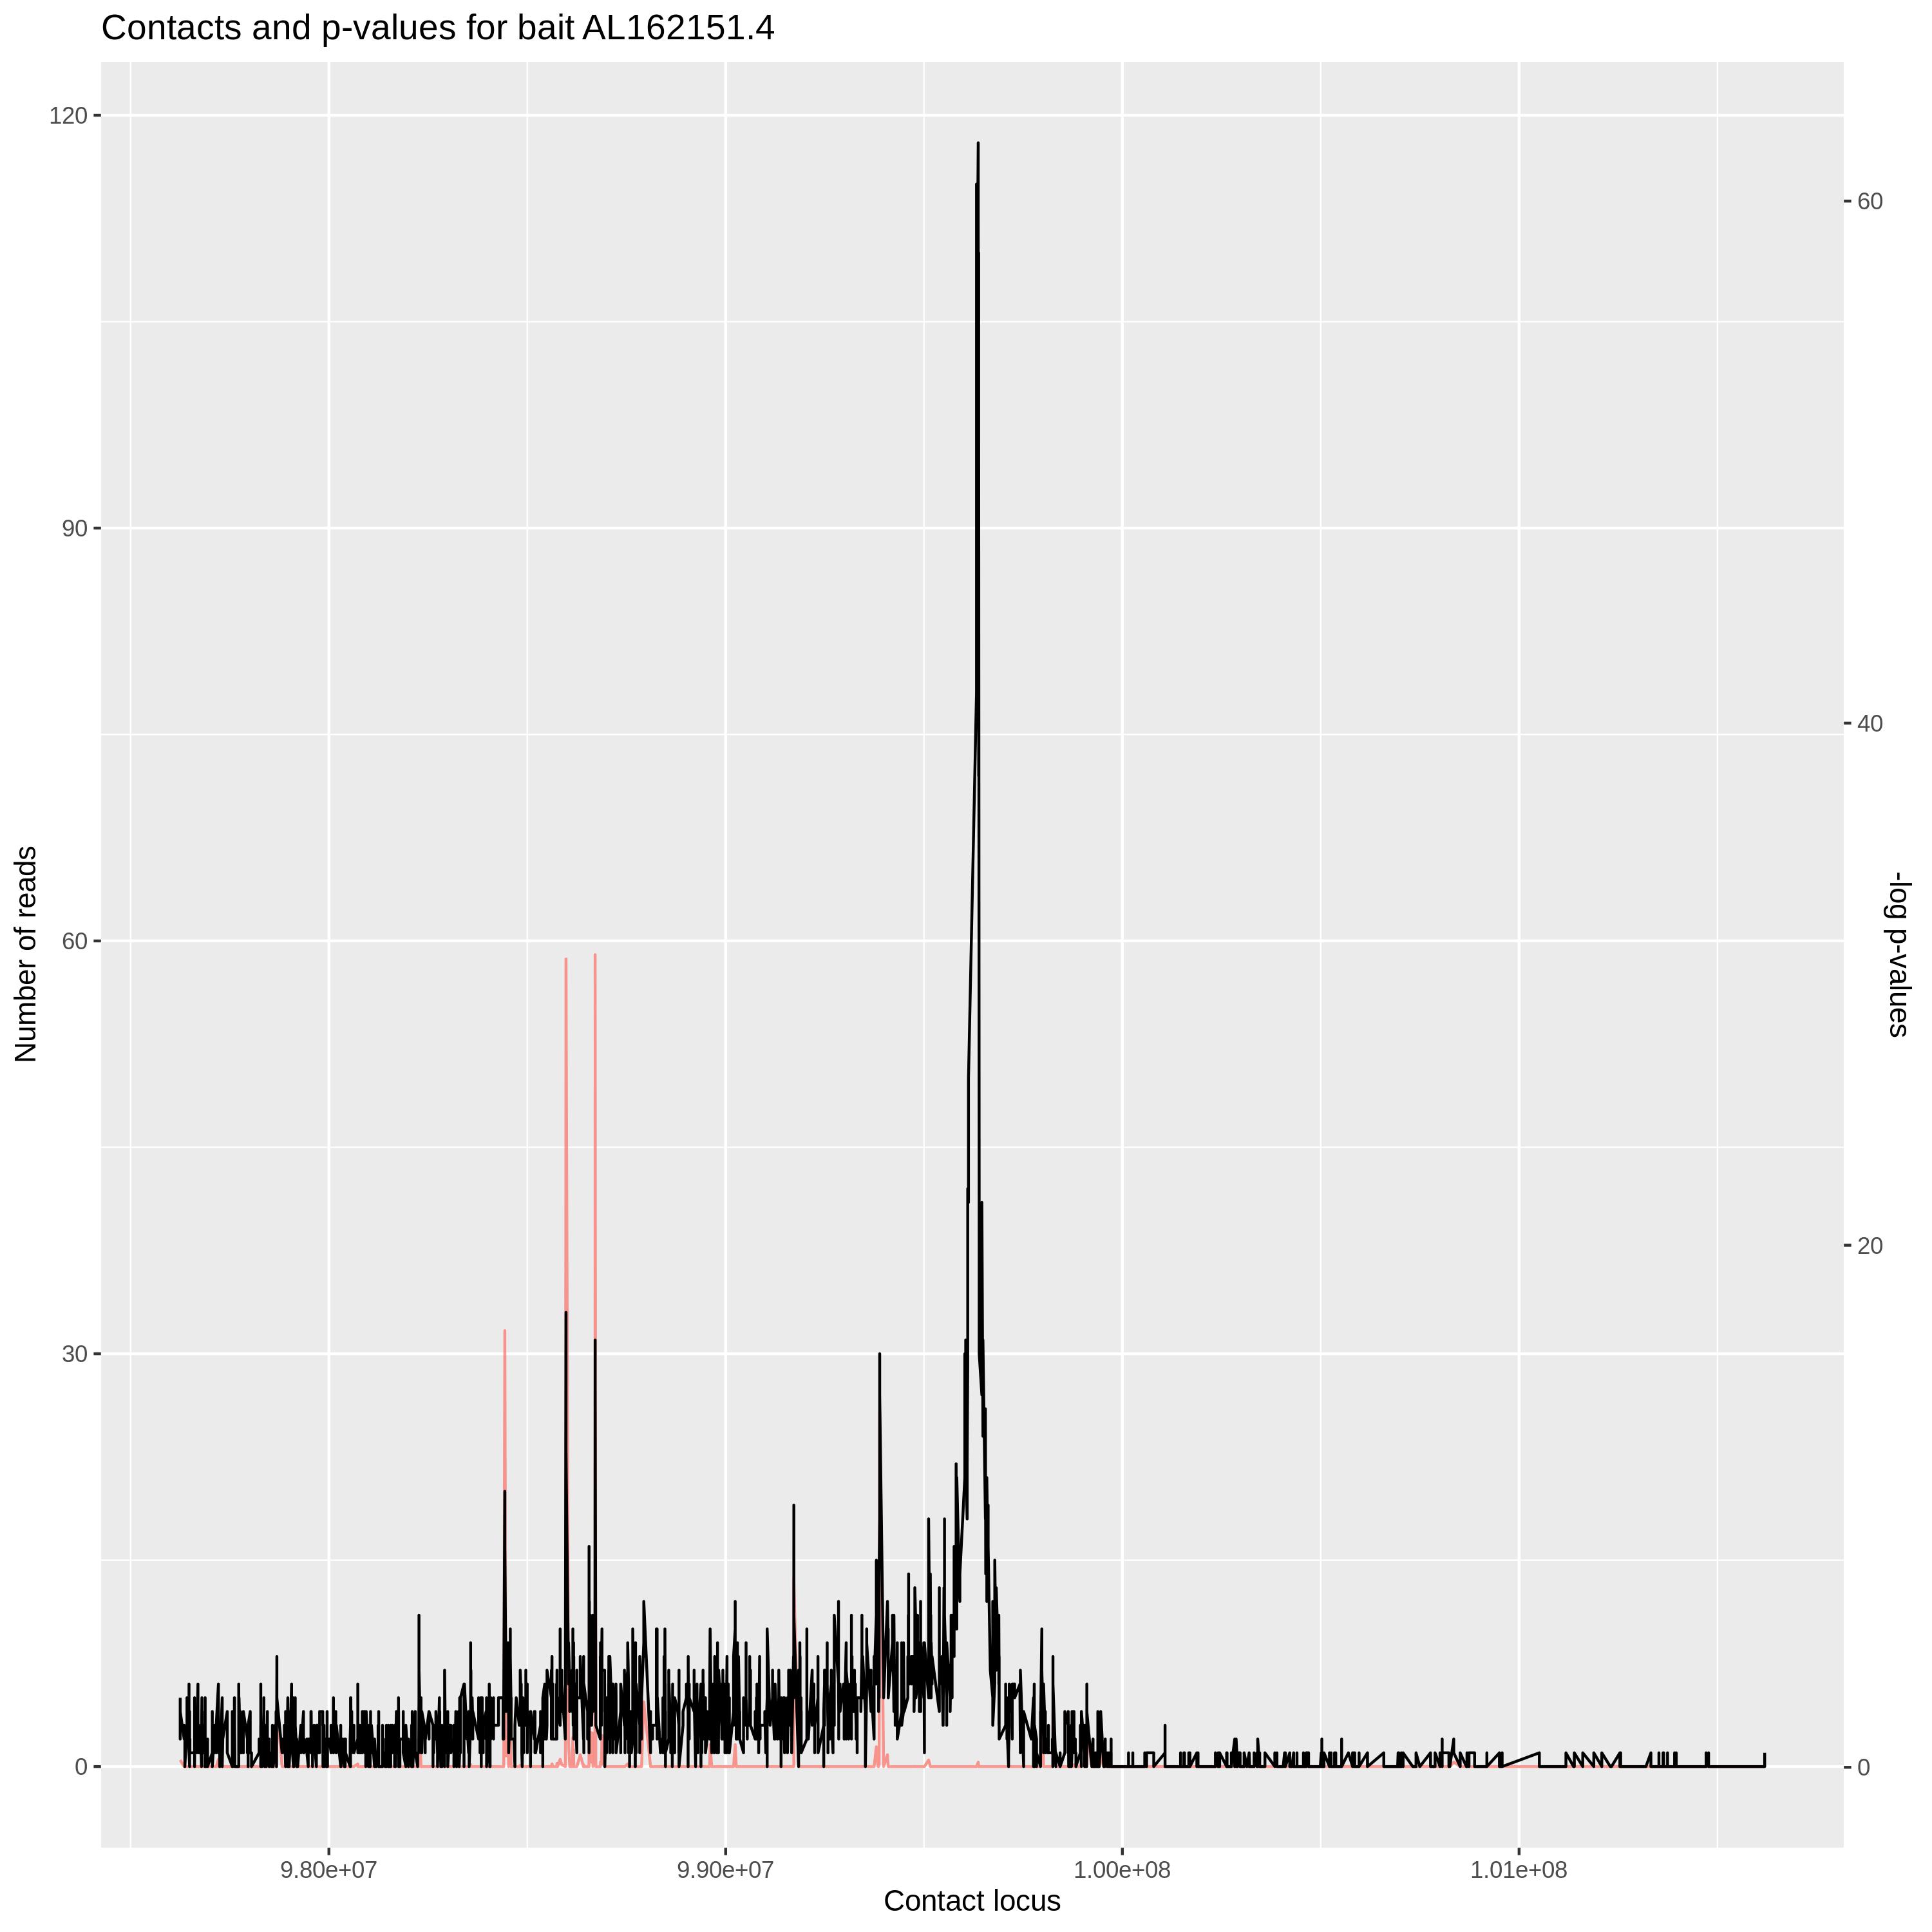 Contacts and p-values for bait AL162151.4
120
90
60
30
0
Number of reads
60
40
20
0
-log p-values
9.80e+07
9.90e+07
1.00e+08
1.01e+08
Contact locus